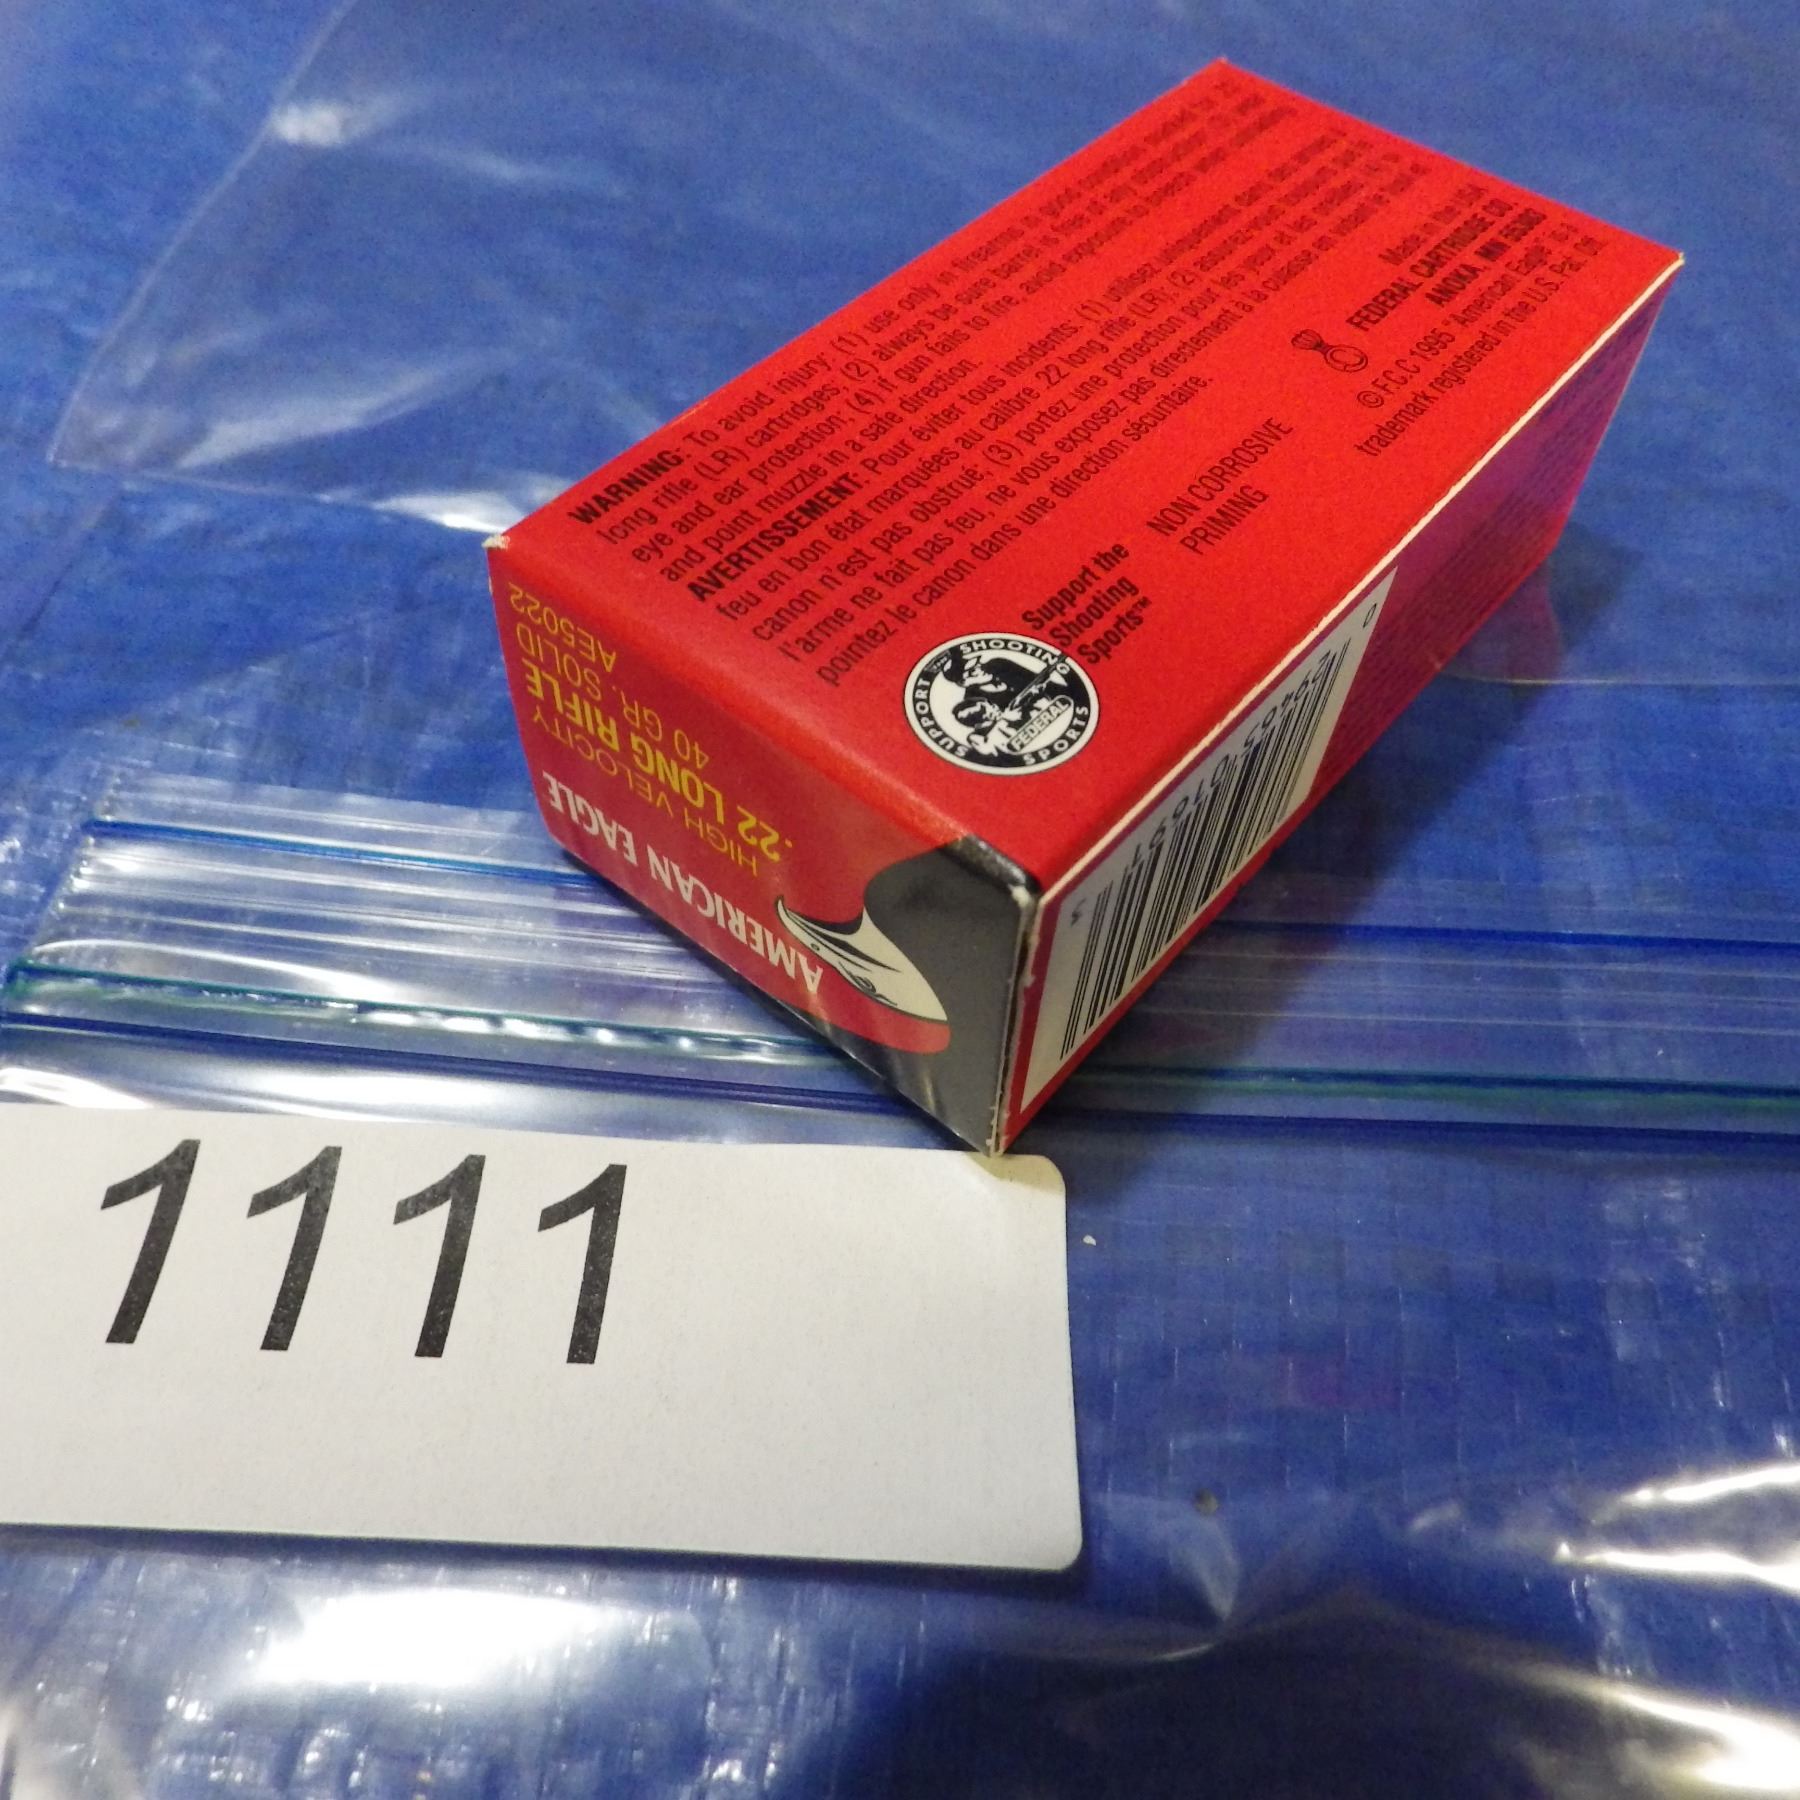 WARNING: To avoid injury: (1) use only in firearms in good condition marked for 22
long rifle (LR) cartridges; (2) always be sure barrel is safe of any obstruction; (3) wear
eye and ear protection; (4) if gun fails to fire, avoid exposure to breech and
and point muzzle in a safe direction.
AVERTISSEMENT: Pour éviter tous incidents: (1) utilisez uniquement dans
feu en bon état marquées au calibre .22 long rifle (LR); (2) assurez-vous toujours que le
canon n'est pas obstrué; (3) portez une protection pour les yeux et les oreilles; (4) si
l'arme ne fait pas feu, ne vous exposez pas directement à la culasse en
pointez le canon dans une direction sécuritaire.
SUPPORT SHOOTING SPORTS
FEDERAL
Support the
Shooting
Sports™
NON CORROSIVE
PRIMING
Made in the USA
FEDERAL CARTRIDGE CO
ANOKA, MN 55303
© F.C.C 1995 "American Eagle" is a
trademark registered in the U.S. Pat. Off.
AMERICAN EAGLE
HIGH VELOCITY
.22 LONG RIFLE
40 GR. SOLID
AE5022
1111